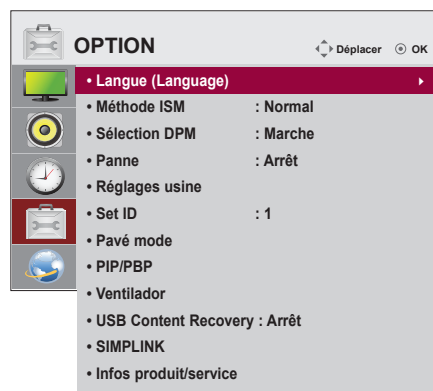 OPTION
Déplacer OK
• Langue (Language)
• Méthode ISM : Normal
• Sélection DPM : Marche
• Panne : Arrêt
• Réglages usine
• Set ID : 1
• Pavé mode
• PIP/PBP
• Ventilador
• USB Content Recovery : Arrêt
• SIMPLINK
• Infos produit/service